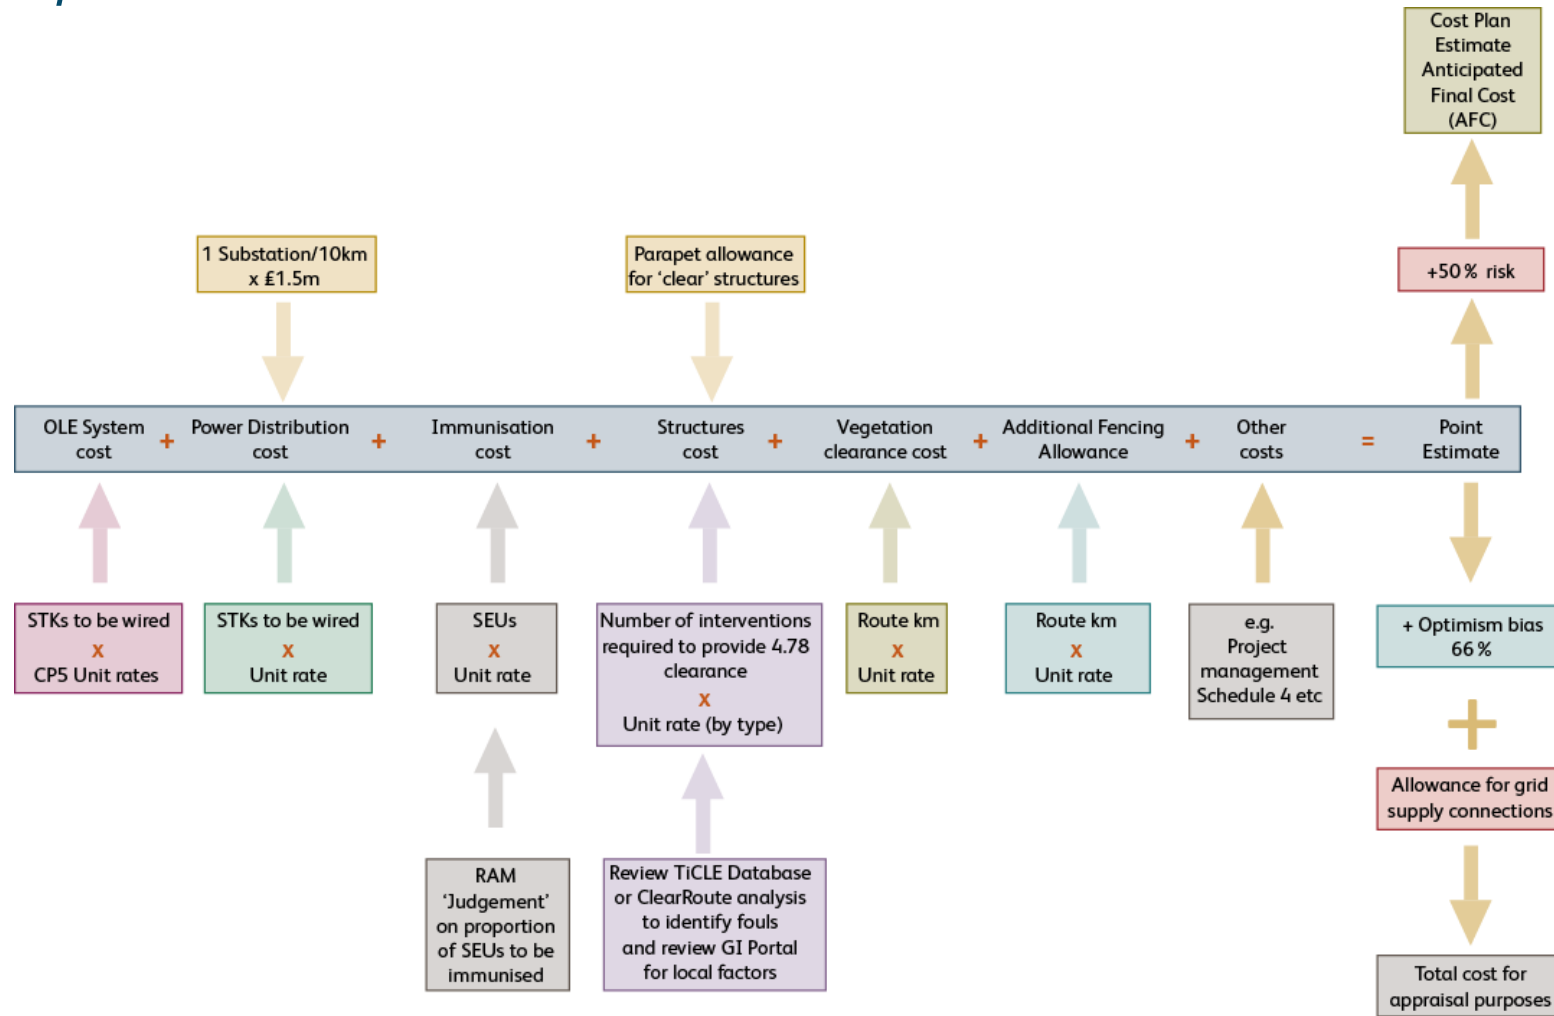 Cost Plan
Estimate
Anticipated
Final Cost
(AFC)
1 Substation/10km
x £1.5m
Parapet allowance
for ‘clear’ structures
+50% risk
OLE System
cost
+
Power Distribution
cost
+
Immunisation
cost
+
Structures
cost
+
Vegetation
clearance cost
+
Additional Fencing
Allowance
+
Other
costs
=
Point
Estimate
STKs to be wired
x
CP5 Unit rates
STKs to be wired
x
Unit rate
SEUs
x
Unit rate
Number of interventions
required to provide 4.78
clearance
x
Unit rate (by type)
Route km
x
Unit rate
Route km
x
Unit rate
e.g.
Project
management
Schedule 4 etc
+ Optimism bias
66%
+
Allowance for grid
supply connections
RAM
‘Judgement’
on proportion
of SEUs to be
immunised
Review TiCLE Database
or ClearRoute analysis
to identify fouls
and review GI Portal
for local factors
Total cost for
appraisal purposes